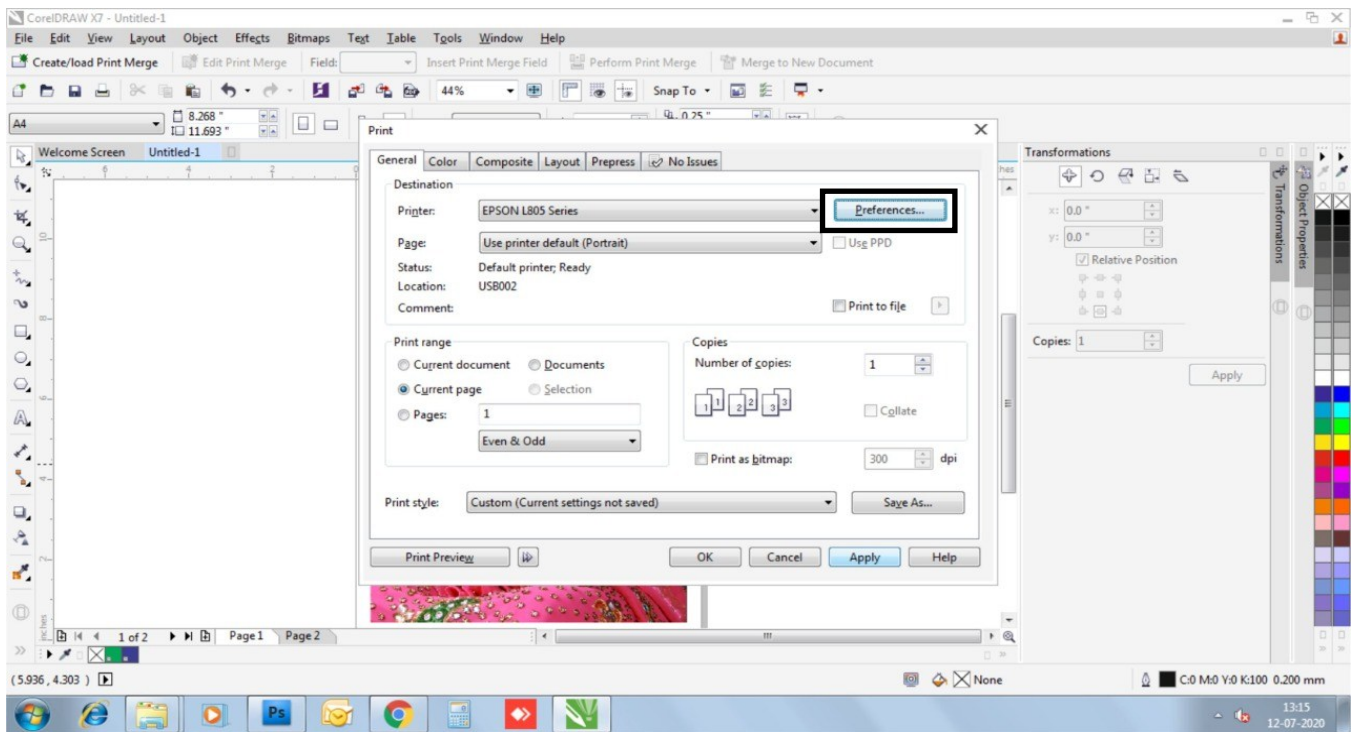 CorelDRAW X7 - Untitled-1
File Edit View Layout Object Effects Bitmaps Text Table Tools Window Help
Create/load Print Merge Edit Print Merge Field: Insert Print Merge Field Perform Print Merge Merge to New Document
44% Snap To
A4 8.268 " 0.25 "
11.693 "
Print
Welcome Screen Untitled-1
General Color Composite Layout Prepress No Issues
Transformations
Destination
Printer: EPSON L805 Series Preferences...
x: 0.0 "
Page: Use printer default (Portrait) Use PPD
y: 0.0 "
Status: Default printer; Ready
Relative Position
Location: USB002
Comment: Print to file
Transformations
Object Properties
Print range Copies
Copies: 1
Current document Documents Number of copies: 1
Apply
Current page Selection
1 1 2 2 3 3
Pages: 1 Collate
Even & Odd
Print as bitmap: 300 dpi
Print style: Custom (Current settings not saved) Save As...
Print Preview OK Cancel Apply Help
inches
1 of 2 Page 1 Page 2
(5.936, 4.303 ) None C:0 M:0 Y:0 K:100 0.200 mm
Ps
13:15
12-07-2020